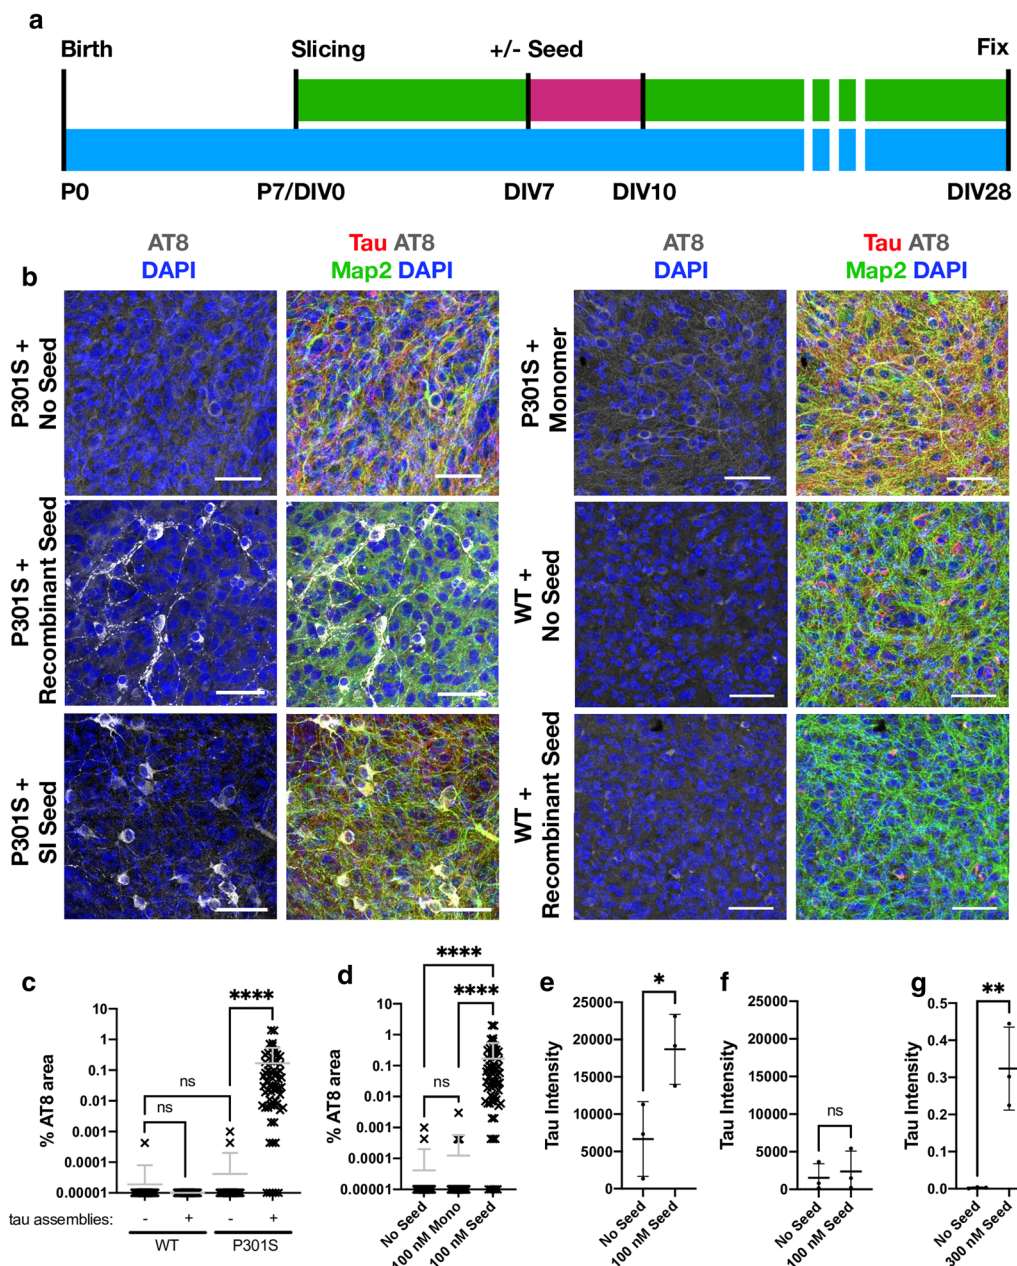 a
Birth
Slicing
+/- Seed
Fix
P0
P7/DIV0
DIV7
DIV10
DIV28
b
AT8
DAPI
Tau AT8
Map2 DAPI
AT8
DAPI
Tau AT8
Map2 DAPI
P301S +
No Seed
P301S +
Monomer
P301S +
Recombinant Seed
WT +
No Seed
P301S +
SI Seed
WT +
Recombinant Seed
c
% AT8 area
10
1
0.1
0.01
0.001
0.0001
0.00001
ns
ns
****
tau assemblies:
-
+
-
+
WT
P301S
d
% AT8 area
10
1
0.1
0.01
0.001
0.0001
0.00001
ns
****
****
No Seed
100 nM Mono
100 nM Seed
e
Tau Intensity
25000
20000
15000
10000
5000
0
*
No Seed
100 nM Seed
f
Tau Intensity
25000
20000
15000
10000
5000
0
ns
No Seed
100 nM Seed
g
Tau Intensity
0.5
0.4
0.3
0.2
0.1
0.0
**
No Seed
300 nM Seed